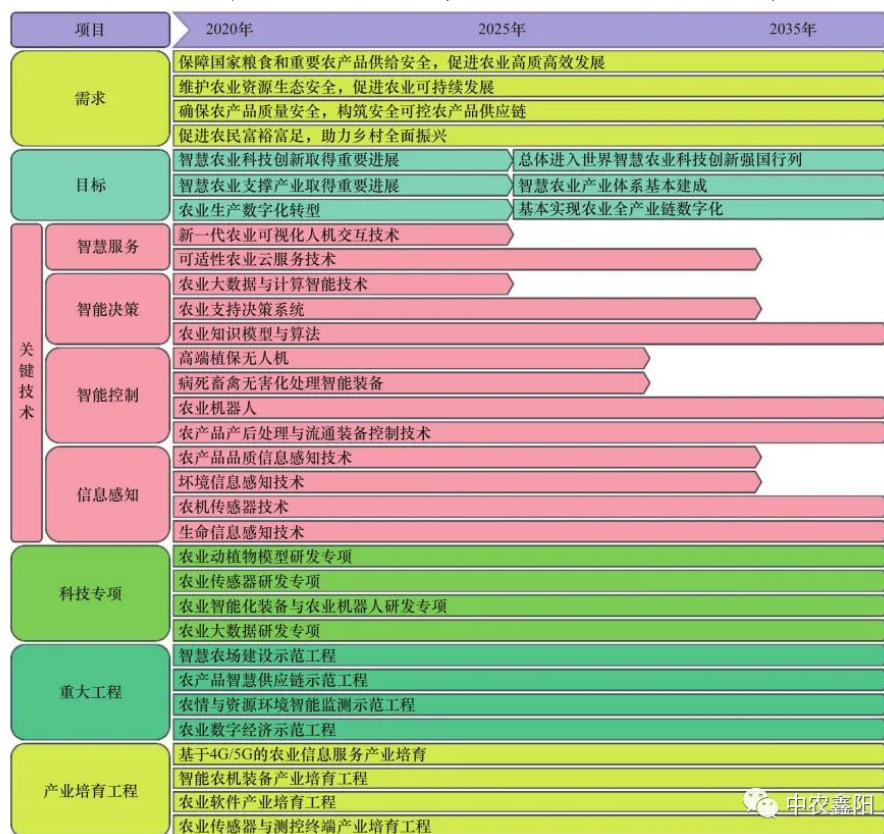 项目 2020年 2025年 2035年
需求
保障国家粮食和重要农产品供给安全，促进农业高质高效发展
维护农业资源生态安全，促进农业可持续发展
确保农产品质量安全，构筑安全可控农产品供应链
促进农民富裕富足，助力乡村全面振兴
目标
智慧农业科技创新取得重要进展 总体进入世界智慧农业科技创新强国行列
智慧农业支撑产业取得重要进展 智慧农业产业体系基本建成
农业生产数字化转型 基本实现农业全产业链数字化
关键技术
智慧服务
新一代农业可视化人机交互技术
可适性农业云服务技术
智能决策
农业大数据与计算智能技术
农业支持决策系统
农业知识模型与算法
智能控制
高端植保无人机
病死畜禽无害化处理智能装备
农业机器人
农产品产后处理与流通装备控制技术
信息感知
农产品品质信息感知技术
环境信息感知技术
农机传感器技术
生命信息感知技术
科技专项
农业动植物模型研发专项
农业传感器研发专项
农业智能化装备与农业机器人研发专项
农业大数据研发专项
重大工程
智慧农场建设示范工程
农产品智慧供应链示范工程
农情与资源环境智能监测示范工程
农业数字经济示范工程
产业培育工程
基于4G/5G的农业信息服务产业培育
智能农机装备产业培育工程
农业软件产业培育工程
农业传感器与测控终端产业培育工程
中农鑫阳